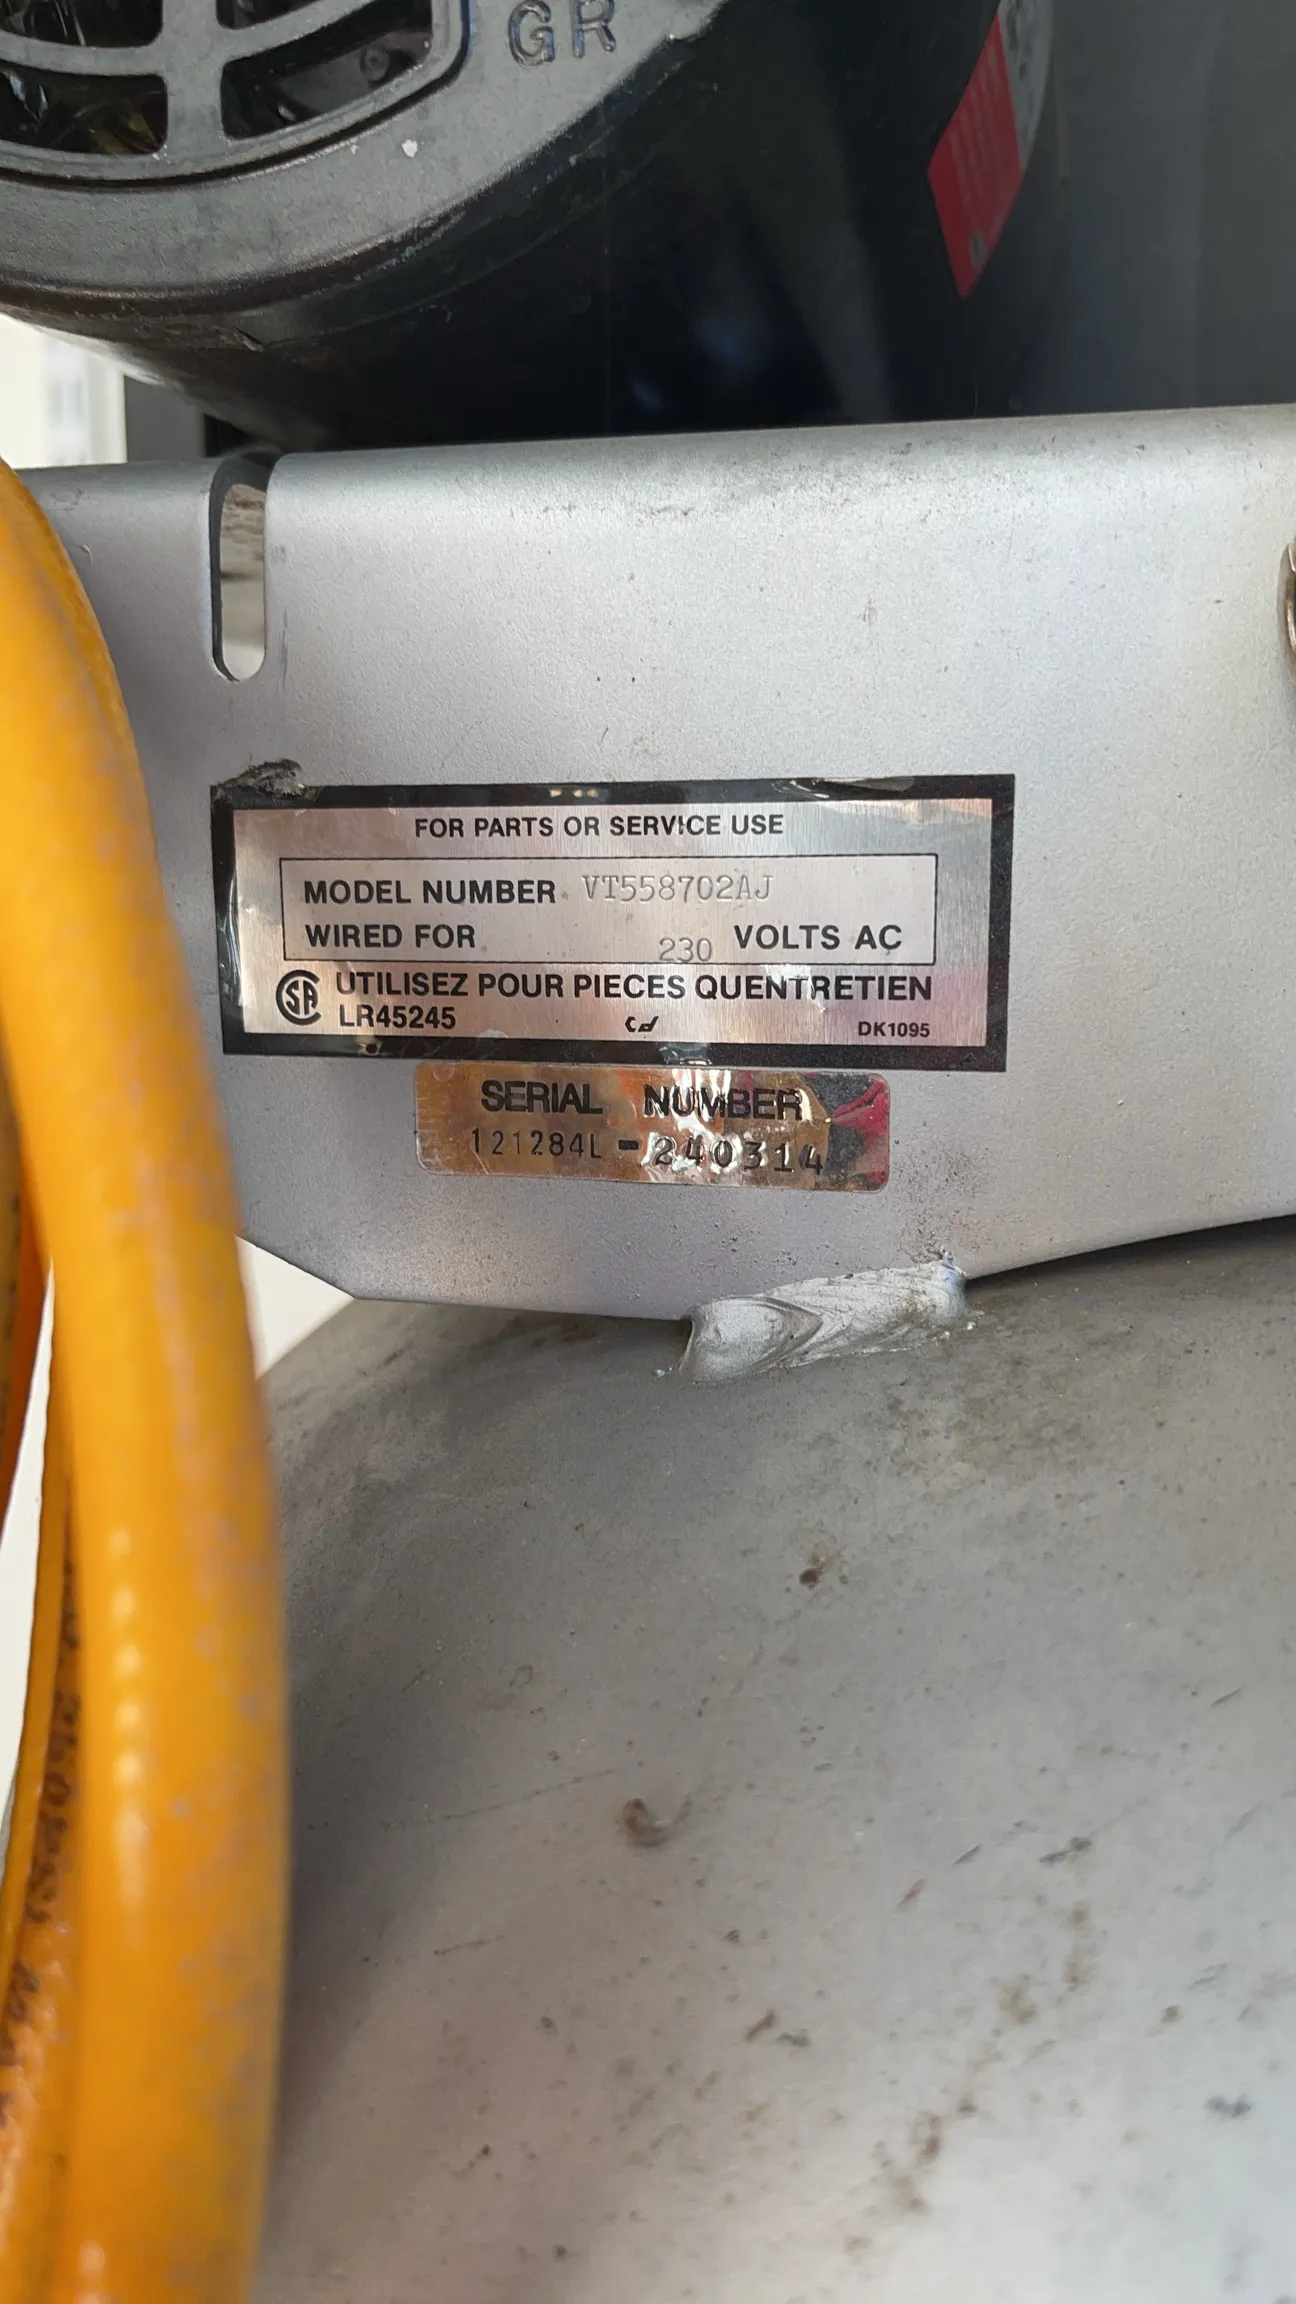 GR
FOR PARTS OR SERVICE USE
MODEL NUMBER VT558702AJ
WIRED FOR 230 VOLTS AC
UTILISEZ POUR PIECES QUENTRETIEN
LR45245 DK1095
SERIAL NUMBER
121284L - 240314